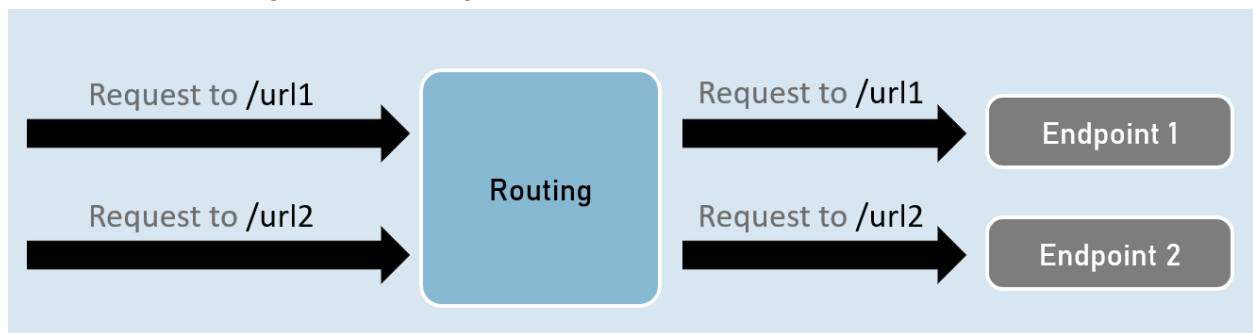 Request to /url1
Request to /url1
Endpoint 1
Routing
Request to /url2
Request to /url2
Endpoint 2